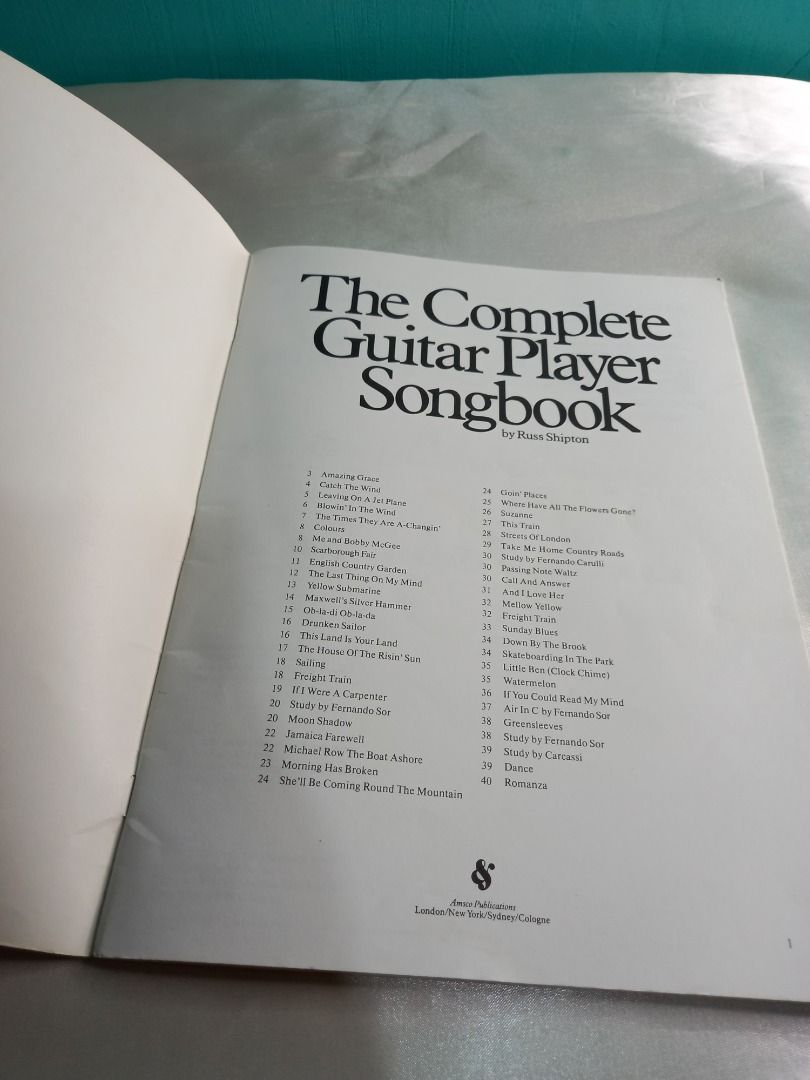 The Complete
Guitar Player
Songbook
by Russ Shipton
3 Amazing Grace
4 Catch The Wind
5 Leaving On A Jet Plane
6 Blowin' In The Wind
7 The Times They Are A-Changin'
8 Colours
8 Me and Bobby McGee
10 Scarborough Fair
11 English Country Garden
12 The Last Thing On My Mind
13 Yellow Submarine
14 Maxwell's Silver Hammer
15 Ob-la-di Ob-la-da
16 Drunken Sailor
16 This Land Is Your Land
17 The House Of The Risin' Sun
18 Sailing
18 Freight Train
19 If I Were A Carpenter
20 Study by Fernando Sor
20 Moon Shadow
22 Jamaica Farewell
22 Michael Row The Boat Ashore
23 Morning Has Broken
24 She'll Be Coming Round The Mountain
24 Goin' Places
25 Where Have All The Flowers Gone?
26 Suzanne
27 This Train
28 Streets Of London
29 Take Me Home Country Roads
30 Study by Fernando Carulli
30 Passing Note Waltz
30 Call And Answer
31 And I Love Her
32 Mellow Yellow
32 Freight Train
33 Sunday Blues
34 Down By The Brook
34 Skateboarding In The Park
35 Little Ben (Clock Chime)
35 Watermelon
36 If You Could Read My Mind
37 Air In C by Fernando Sor
38 Greensleeves
38 Study by Fernando Sor
39 Study by Carcassi
39 Dance
40 Romanza
&
Amsco Publications
London/New York/Sydney/Cologne
1